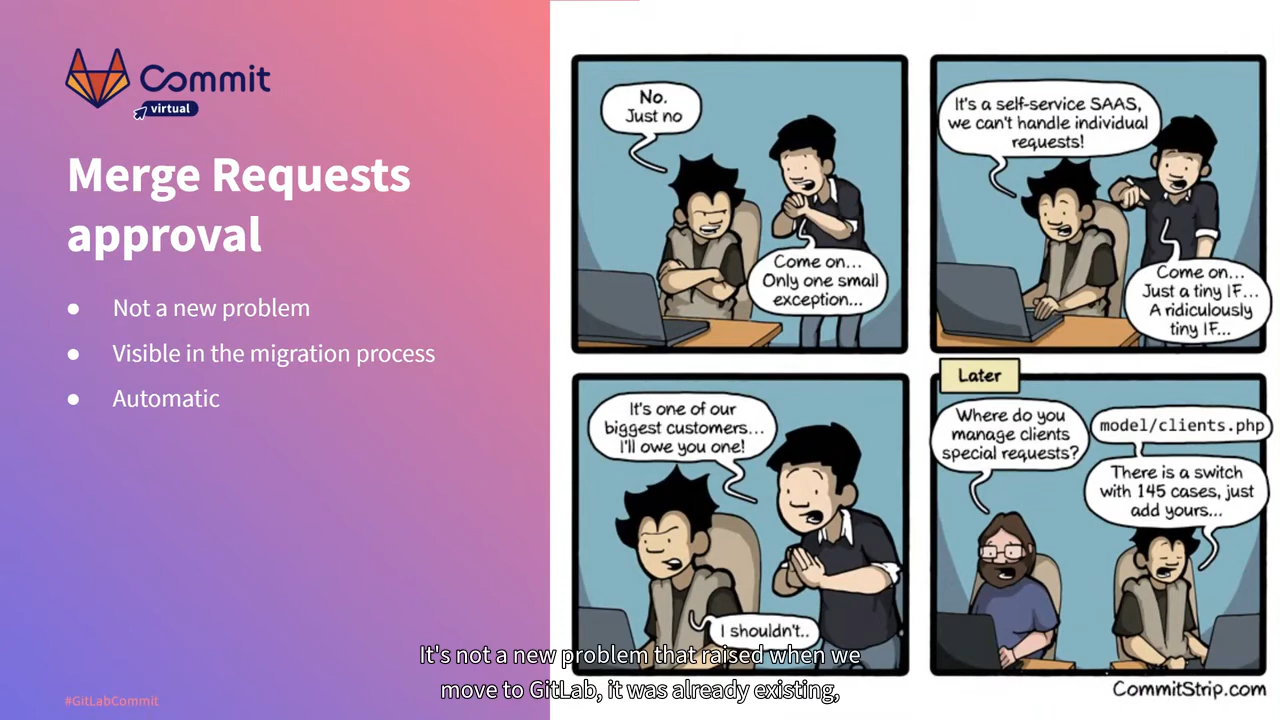 Commit
virtual
Merge Requests
approval
● Not a new problem
● Visible in the migration process
● Automatic
#GitLabCommit
No.
Just no
Come on...
Only one small
exception...
It's a self-service SAAS,
we can't handle individual
requests!
Come on...
Just a tiny IF...
A ridiculously
tiny IF...
It's one of our
biggest customers...
I'll owe you one!
I shouldn't..
Later
Where do you
manage clients
special requests?
model/clients.php
There is a switch
with 145 cases, just
add yours...
CommitStrip.com
It's not a new problem that raised when we
move to GitLab, it was already existing,